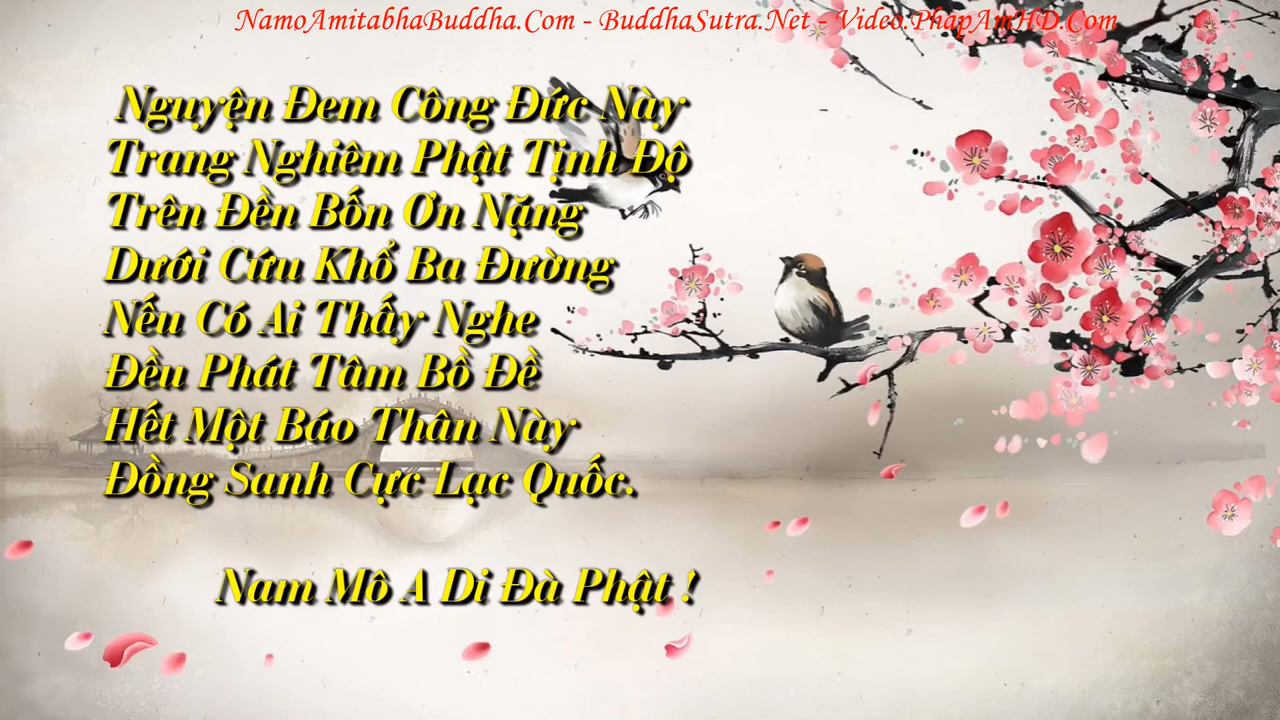 NamoAmitabhaBuddha.Com - BuddhaSutra.Net - Video.PhapAmHD.Com
Nguyện Đem Công Đức Này
Trang Nghiêm Phật Tịnh Độ
Trên Đền Bốn Ơn Nặng
Dưới Cứu Khổ Ba Đường
Nếu Có Ai Thấy Nghe
Đều Phát Tâm Bồ Đề
Hết Một Báo Thân Này
Đồng Sanh Cực Lạc Quốc.
Nam Mô A Di Đà Phật !